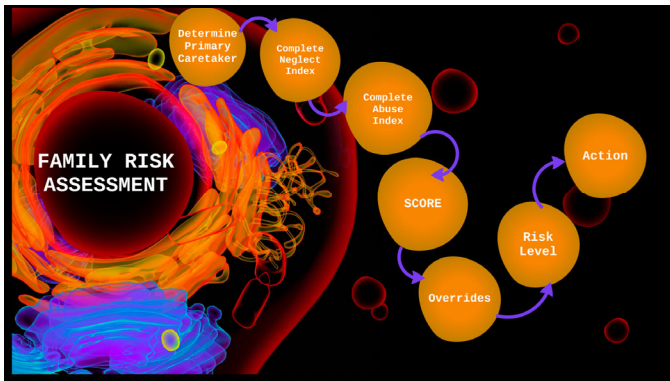 FAMILY RISK
ASSESSMENT
Determine
Primary
Caretaker
Complete
Neglect
Index
Complete
Abuse
Index
SCORE
Overrides
Risk
Level
Action